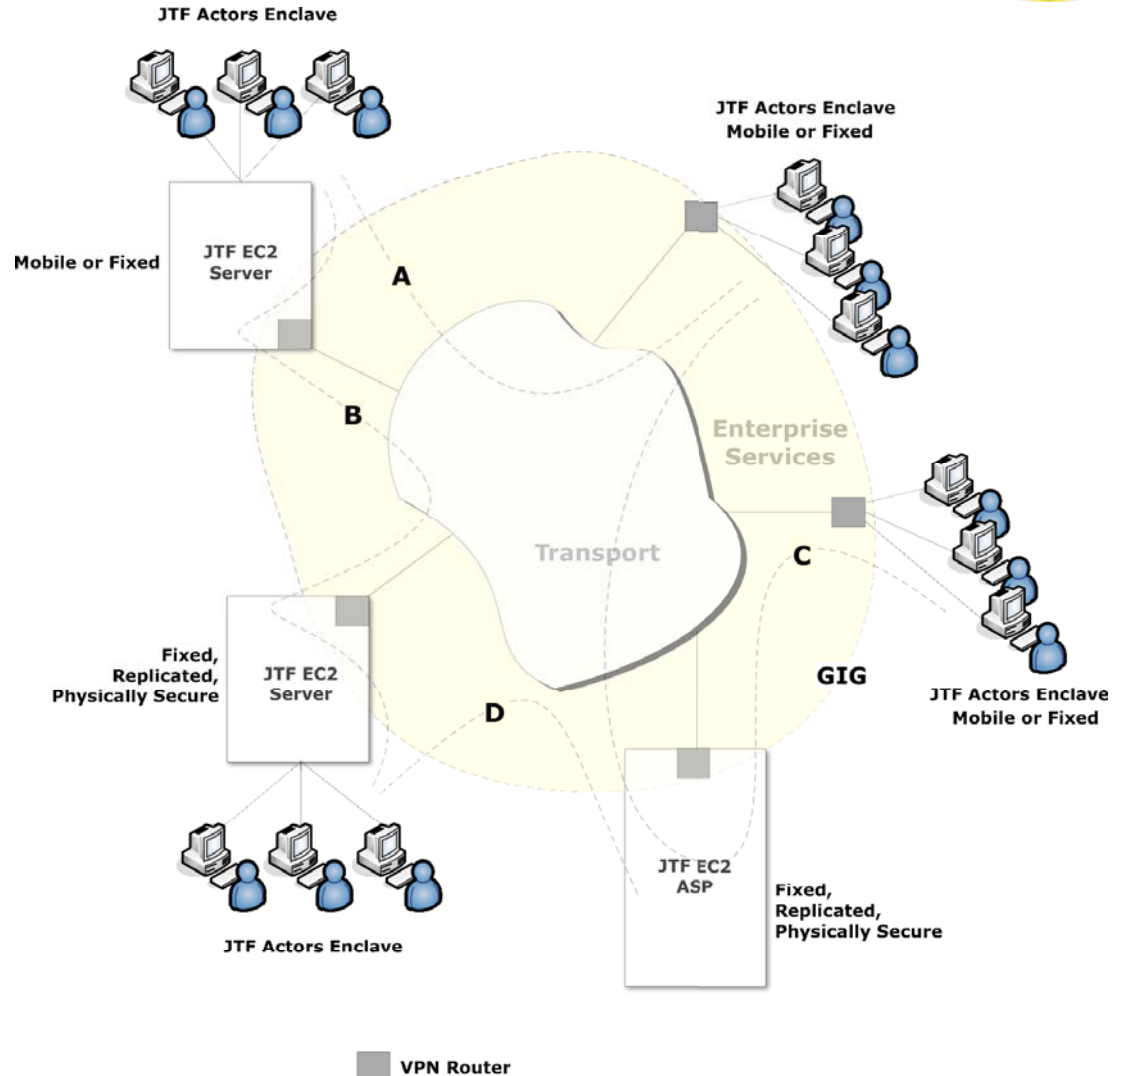 JTF Actors Enclave
JTF Actors Enclave
Mobile or Fixed
JTF EC2
Server
Mobile or Fixed
A
B
Enterprise
Services
Transport
C
GIG
JTF Actors Enclave
Mobile or Fixed
Fixed,
Replicated,
Physically Secure
JTF EC2
Server
D
JTF EC2
ASP
Fixed,
Replicated,
Physically Secure
JTF Actors Enclave
VPN Router